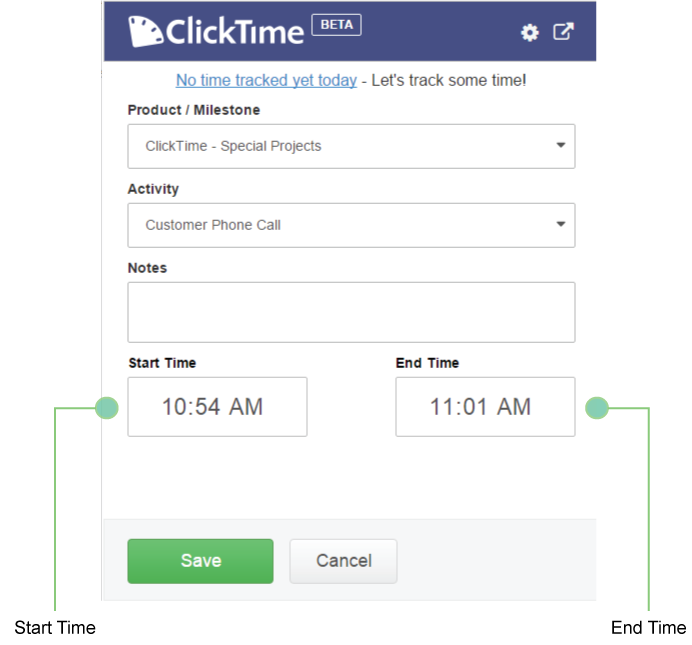 ClickTime BETA
No time tracked yet today - Let's track some time!
Product / Milestone
ClickTime - Special Projects
Activity
Customer Phone Call
Notes
Start Time End Time
10:54 AM 11:01 AM
Save Cancel
Start Time End Time